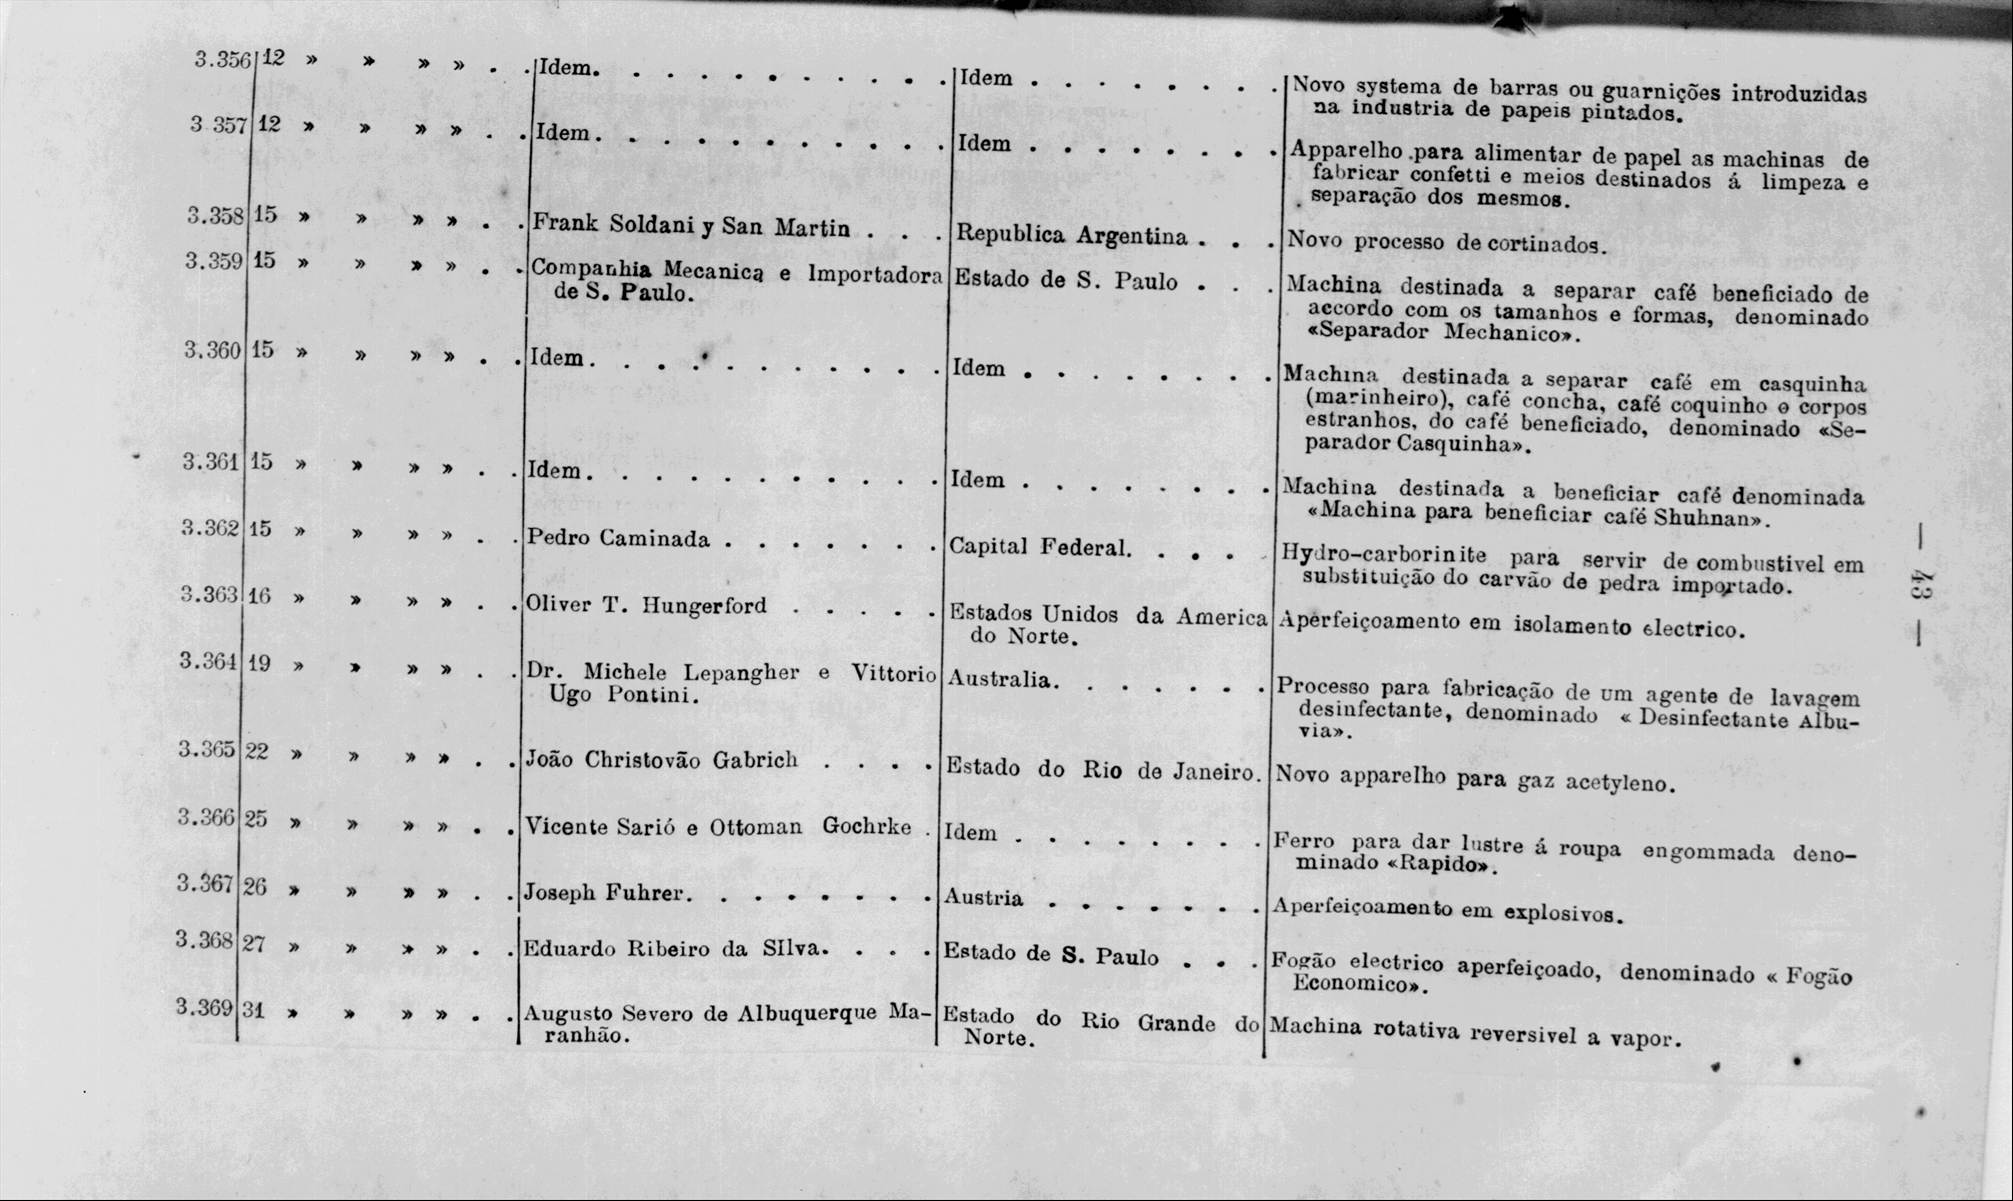 3.356 12 » » » » . . Idem. . . . . . . . . . . Idem . . . . . . . . Novo systema de barras ou guarnições introduzidas
na industria de papeis pintados.
3 357 12 » » » » . . Idem. . . . . . . . . . . Idem . . . . . . . . Apparelho para alimentar de papel as machinas de
fabricar confetti e meios destinados á limpeza e
separação dos mesmos.
3.358 15 » » » » . . Frank Soldani y San Martin . . . Republica Argentina . . . Novo processo de cortinados.
3.359 15 » » » » . . Companhia Mecanica e Importadora Estado de S. Paulo . . . Machina destinada a separar café beneficiado de
de S. Paulo. accordo com os tamanhos e formas, denominado
«Separador Mechanico».
3.360 15 » » » » . . Idem. . . . . . . . . . . Idem . . . . . . . . Machina destinada a separar café em casquinha
(marinheiro), café concha, café coquinho e corpos
estranhos, do café beneficiado, denominado «Se-
parador Casquinha».
3.361 15 » » » » . . Idem. . . . . . . . . . . Idem . . . . . . . . Machina destinada a beneficiar café denominada
«Machina para beneficiar café Shuhnan».
3.362 15 » » » » . . Pedro Caminada . . . . . . . Capital Federal. . . . Hydro-carborinite para servir de combustivel em
substituição do carvão de pedra importado.
3.363 16 » » » » . . Oliver T. Hungerford . . . . . Estados Unidos da America Aperfeiçoamento em isolamento electrico.
do Norte.
3.364 19 » » » » . . Dr. Michele Lepangher e Vittorio Australia. . . . . . . Processo para fabricação de um agente de lavagem
Ugo Pontini. desinfectante, denominado « Desinfectante Albu-
via».
3.365 22 » » » » . . João Christovão Gabrich . . . . Estado do Rio de Janeiro. Novo apparelho para gaz acetyleno.
3.366 25 » » » » . . Vicente Sarió e Ottoman Gochrke . Idem . . . . . . . . Ferro para dar lustre á roupa engommada deno-
minado «Rapido».
3.367 26 » » » » . . Joseph Fuhrer. . . . . . . . Austria . . . . . . . Aperfeiçoamento em explosivos.
3.368 27 » » » » . . Eduardo Ribeiro da SIlva. . . . Estado de S. Paulo . . . Fogão electrico aperfeiçoado, denominado « Fogão
Economico».
3.369 31 » » » » . . Augusto Severo de Albuquerque Ma- Estado do Rio Grande do Machina rotativa reversivel a vapor.
ranhão. Norte.
— 43 —